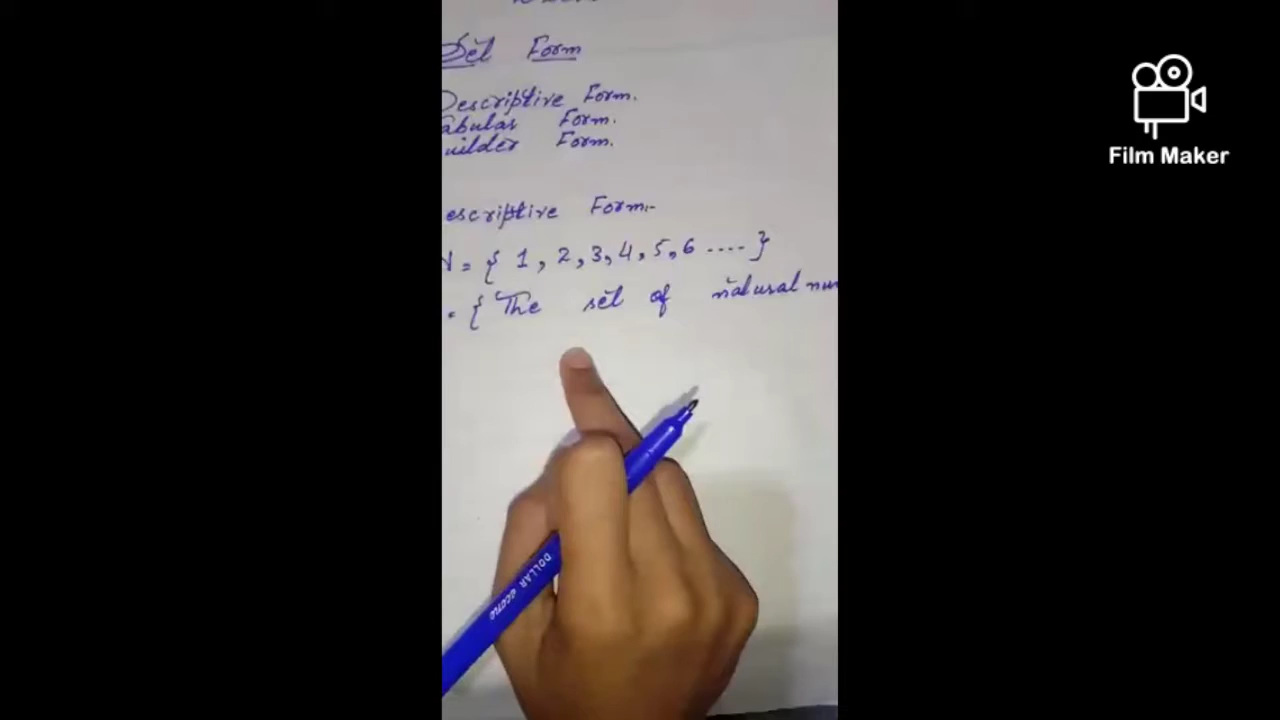 Set Form
Descriptive Form.
abular Form.
uilder Form.
escriptive Form:-
N = { 1, 2, 3, 4, 5, 6 .... }
= { The set of natural num
DOLLAR
Film Maker